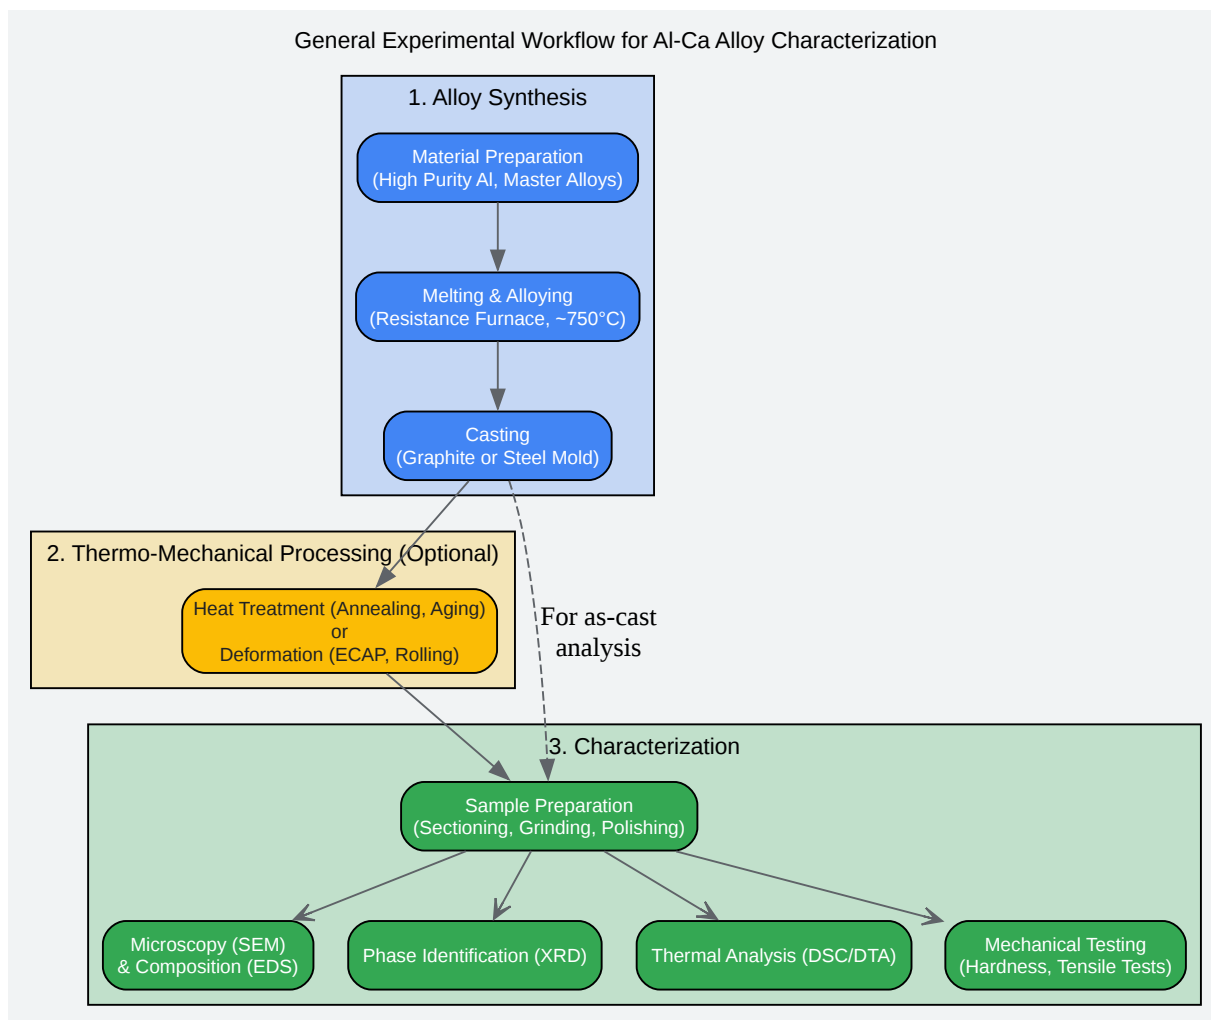 General Experimental Workflow for Al-Ca Alloy Characterization
1. Alloy Synthesis
Material Preparation
(High Purity Al, Master Alloys)
Melting & Alloying
(Resistance Furnace, ~750°C)
Casting
(Graphite or Steel Mold)
2. Thermo-Mechanical Processing (Optional)
Heat Treatment (Annealing, Aging)
or
Deformation (ECAP, Rolling)
For as-cast
analysis
3. Characterization
Sample Preparation
(Sectioning, Grinding, Polishing)
Microscopy (SEM)
& Composition (EDS)
Phase Identification (XRD)
Thermal Analysis (DSC/DTA)
Mechanical Testing
(Hardness, Tensile Tests)